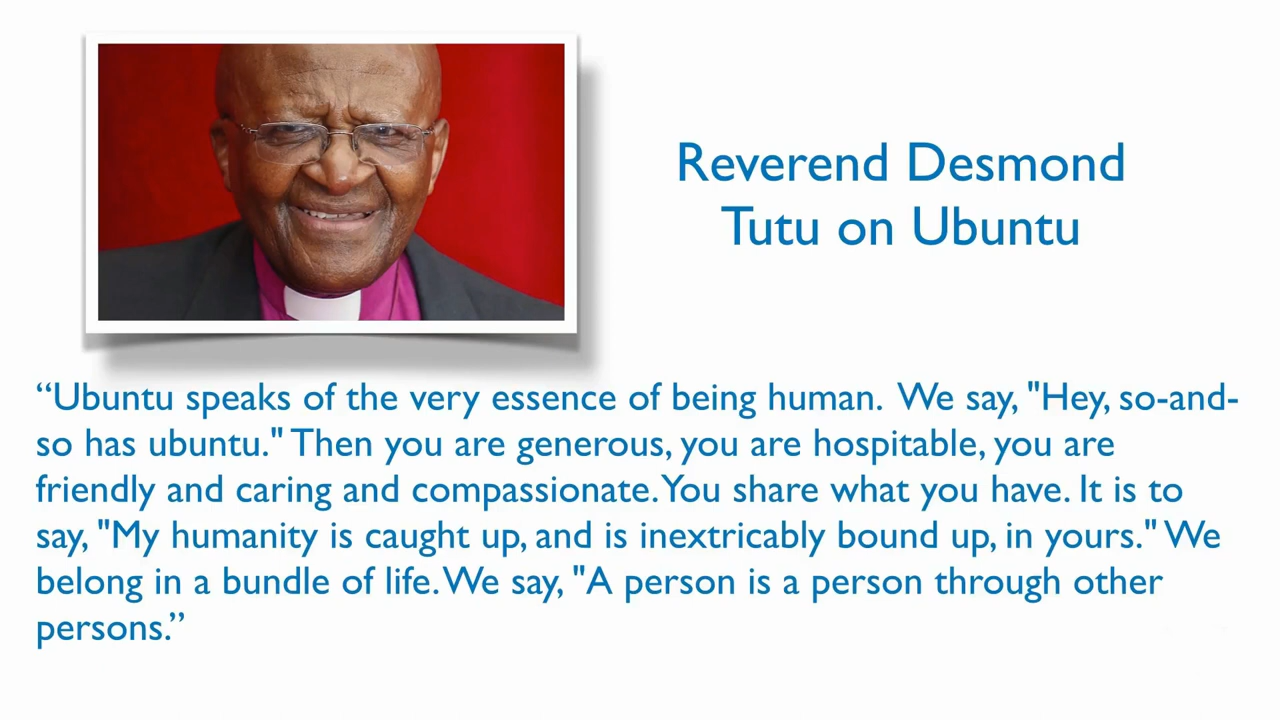 Reverend Desmond
Tutu on Ubuntu
“Ubuntu speaks of the very essence of being human.  We say, "Hey, so-and-
so has ubuntu." Then you are generous, you are hospitable, you are
friendly and caring and compassionate. You share what you have. It is to
say, "My humanity is caught up, and is inextricably bound up, in yours." We
belong in a bundle of life. We say, "A person is a person through other
persons.”